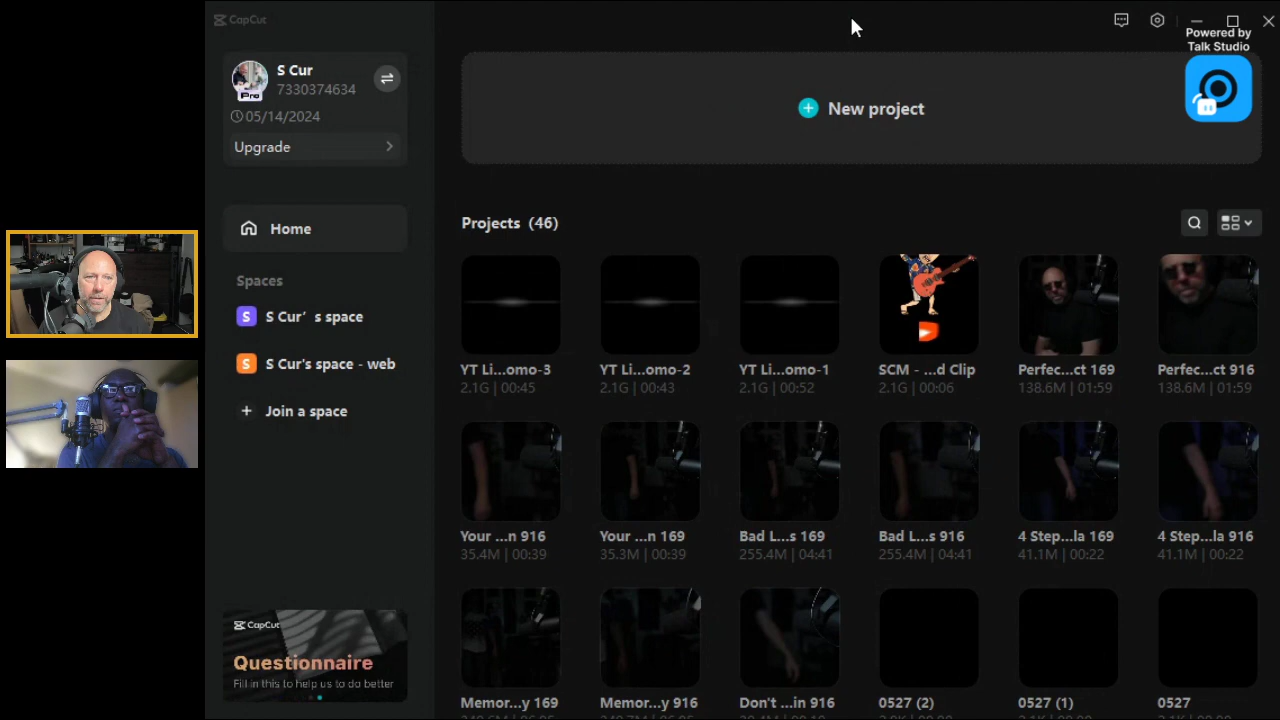 CapCut
Powered by
Talk Studio
S Cur
7330374634
Pro
05/14/2024
Upgrade
New project
Home
Projects (46)
Spaces
S S Cur's space
S S Cur's space - web
+ Join a space
YT Li...omo-3
2.1G | 00:45
YT Li...omo-2
2.1G | 00:43
YT Li...omo-1
2.1G | 00:52
SCM - ...d Clip
2.1G | 00:06
Perfec...ct 169
138.6M | 01:59
Perfec...ct 916
138.6M | 01:59
Your ...n 916
35.4M | 00:39
Your ...n 169
35.3M | 00:39
Bad L...s 169
255.4M | 04:41
Bad L...s 916
255.4M | 04:41
4 Step...la 169
41.1M | 00:22
4 Step...la 916
41.1M | 00:22
CapCut
Questionnaire
Fill in this to help us to do better
Memor...y 169
Memor...y 916
Don't ...in 916
0527 (2)
0527 (1)
0527